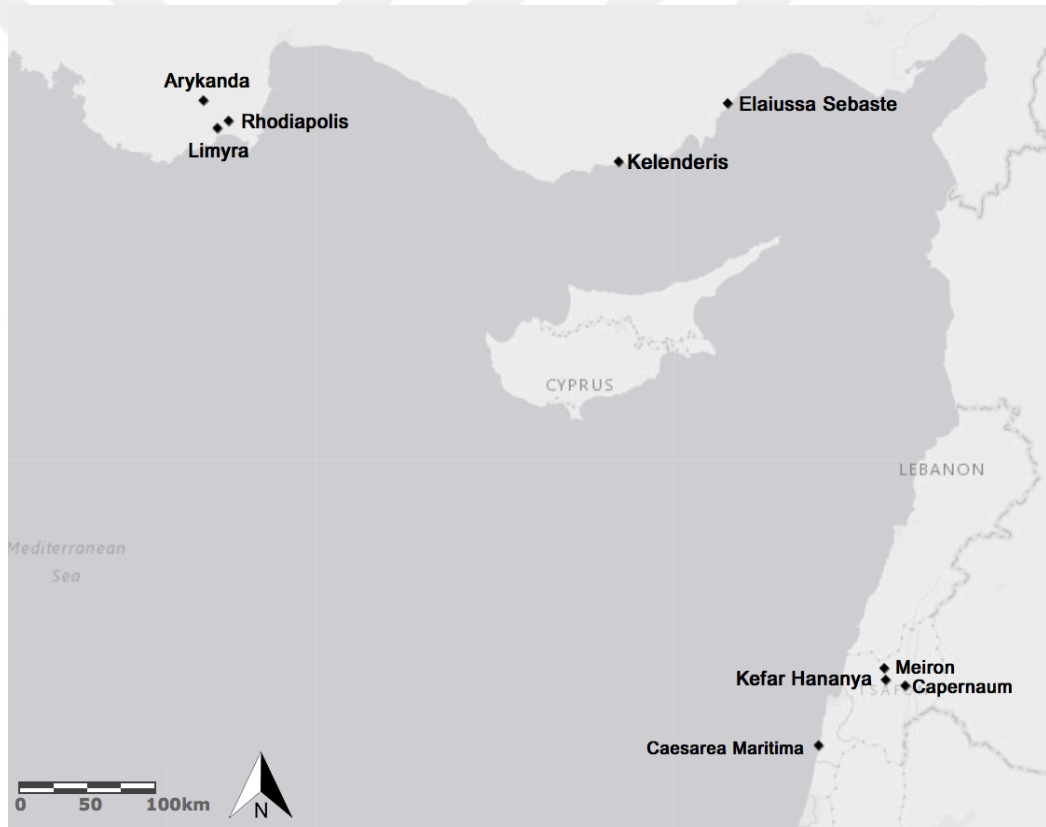 Arykanda
Rhodiapolis
Limyra
Elaiussa Sebaste
Kelenderis
CYPRUS
LEBANON
Mediterranean
Sea
Meiron
Kefar Hananya
Capernaum
Caesarea Maritima
0 50 100km
N